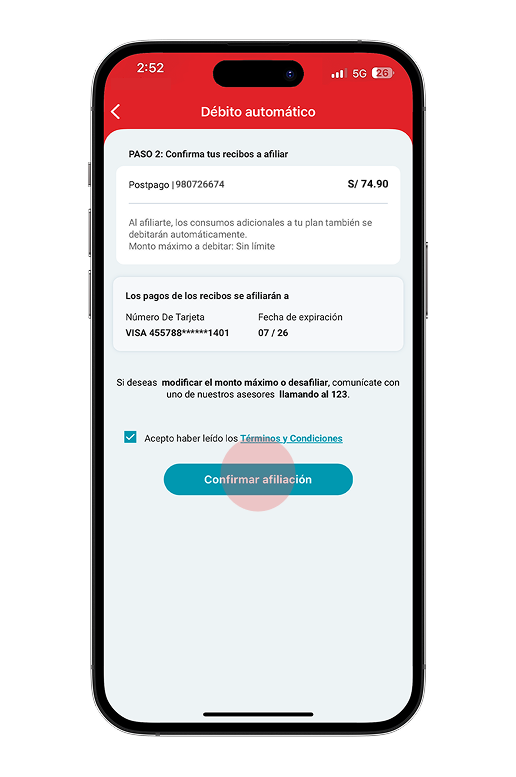 2:52
5G 26
Débito automático
PASO 2: Confirma tus recibos a afiliar
Postpago | 980726674 S/ 74.90
Al afiliarte, los consumos adicionales a tu plan también se
debitarán automáticamente.
Monto máximo a debitar: Sin límite
Los pagos de los recibos se afiliarán a
Número De Tarjeta Fecha de expiración
VISA 455788******1401 07 / 26
Si deseas modificar el monto máximo o desafiliar, comunícate con
uno de nuestros asesores llamando al 123.
Acepto haber leído los Términos y Condiciones
Confirmar afiliación